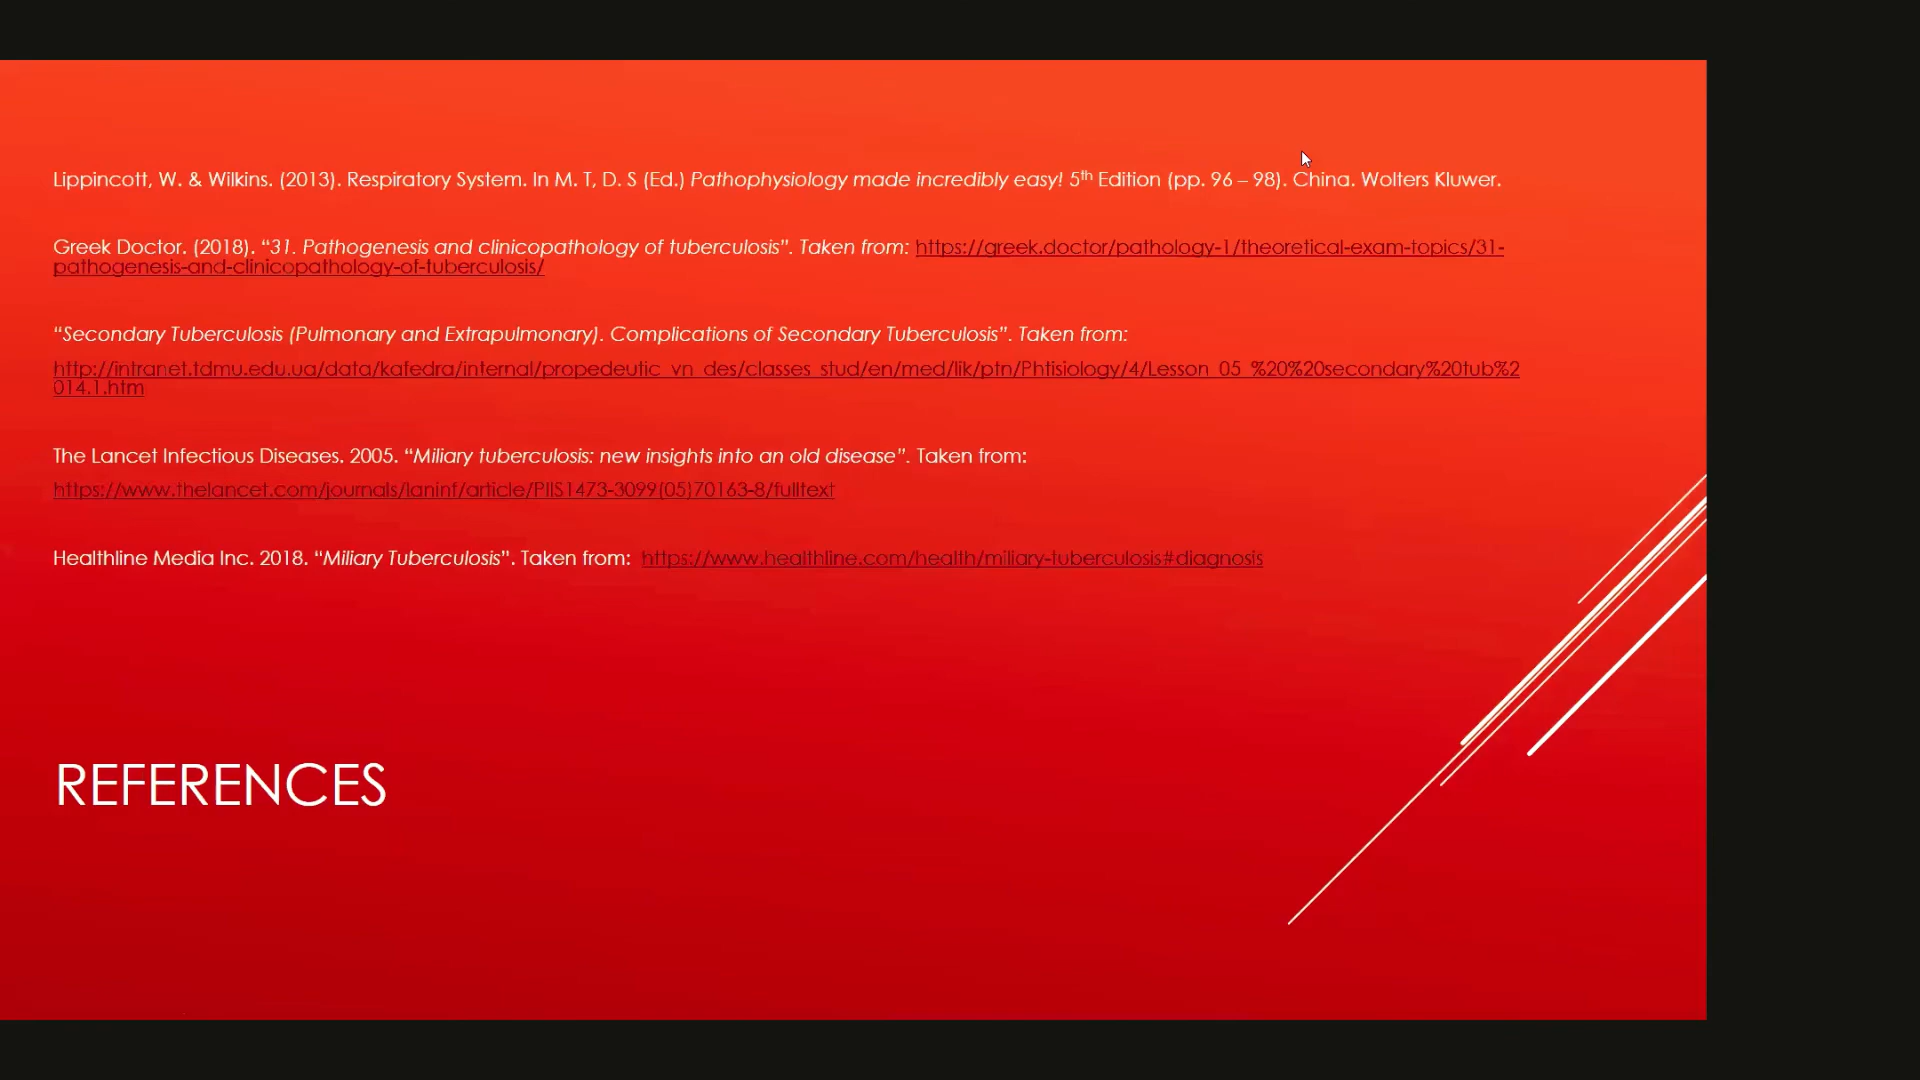 Lippincott, W. & Wilkins. (2013). Respiratory System. In M. T, D. S (Ed.) Pathophysiology made incredibly easy! 5th Edition (pp. 96 – 98). China. Wolters Kluwer.
Greek Doctor. (2018). “31. Pathogenesis and clinicopathology of tuberculosis”. Taken from: https://greek.doctor/pathology-1/theoretical-exam-topics/31-
pathogenesis-and-clinicopathology-of-tuberculosis/
“Secondary Tuberculosis (Pulmonary and Extrapulmonary). Complications of Secondary Tuberculosis”. Taken from:
http://intranet.tdmu.edu.ua/data/kafedra/internal/propedeutic_vn_des/classes_stud/en/med/lik/ptn/Phtisiology/4/Lesson_05_%20%20secondary%20tub%2
014.1.htm
The Lancet Infectious Diseases. 2005. “Miliary tuberculosis: new insights into an old disease”. Taken from:
https://www.thelancet.com/journals/laninf/article/PIIS1473-3099(05)70163-8/fulltext
Healthline Media Inc. 2018. “Miliary Tuberculosis”. Taken from: https://www.healthline.com/health/miliary-tuberculosis#diagnosis
REFERENCES